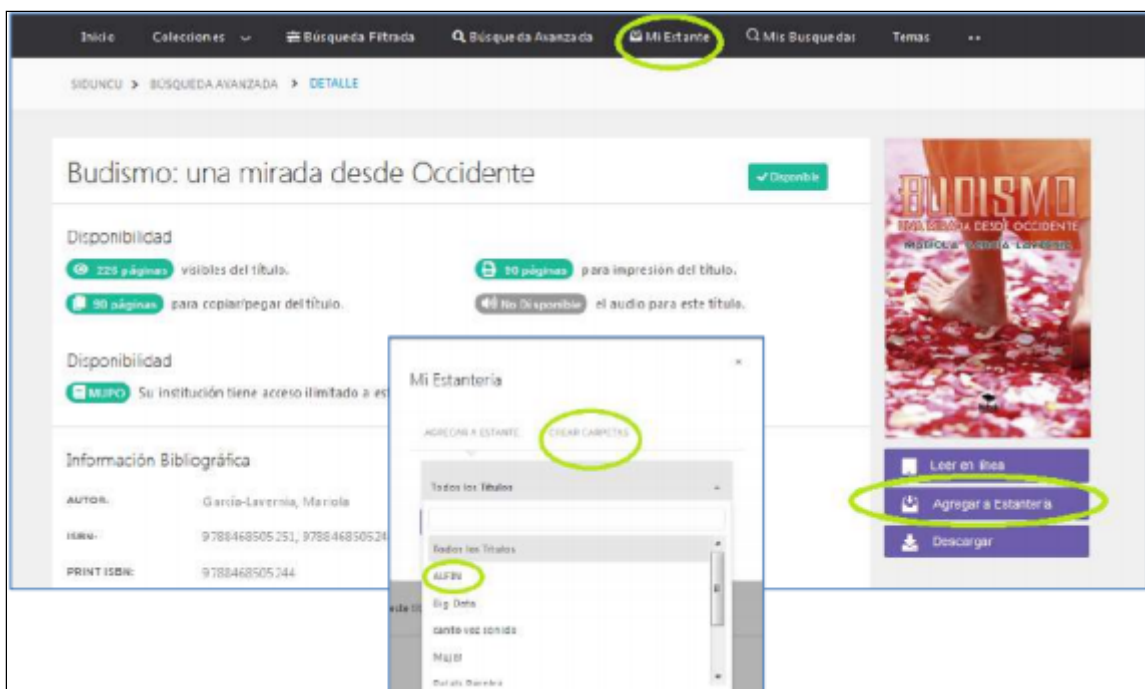 Inicio Colecciones Búsqueda Filtrada Búsqueda Avanzada Mi Estante Mis Busquedas Temas ••
SIDUNCU > BÚSQUEDA AVANZADA > DETALLE
Budismo: una mirada desde Occidente
Disponible
Disponibilidad
225 páginas visibles del título.
90 páginas para impresión del título.
90 páginas para copiar/pegar del título.
No Disponible el audio para este título.
Disponibilidad
MUPO Su institución tiene acceso ilimitado a es
Información Bibliográfica
AUTOR: García-Lavernia, Mariola
ISBN: 9788468505251, 978846850524
PRINT ISBN: 9788468505244
BUDISMO
UNA MIRADA DESDE OCCIDENTE
MARIOLA GARCÍA-LAVERNIA
Leer en línea
Agregar a Estantería
Descargar
Mi Estantería
×
AGREGAR A ESTANTE CREAR CARPETAS
Todos los Títulos
Todos los Títulos
ALFIN
Big Data
canto voz sonido
Mujer